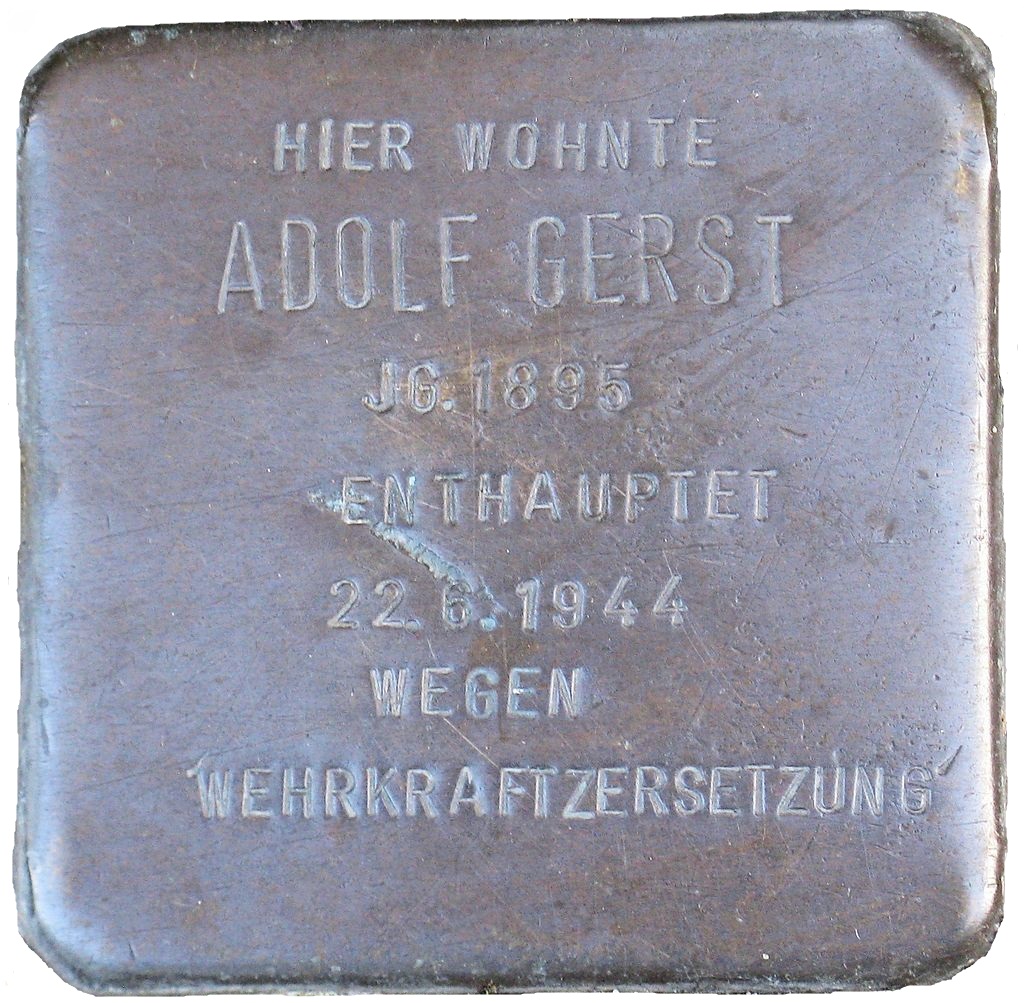 HIER WOHNTE
ADOLF GERST
JG. 1895
ENTHAUPTET
22. 6. 1944
WEGEN
'WEHRKRAFTZERSETZUNG'